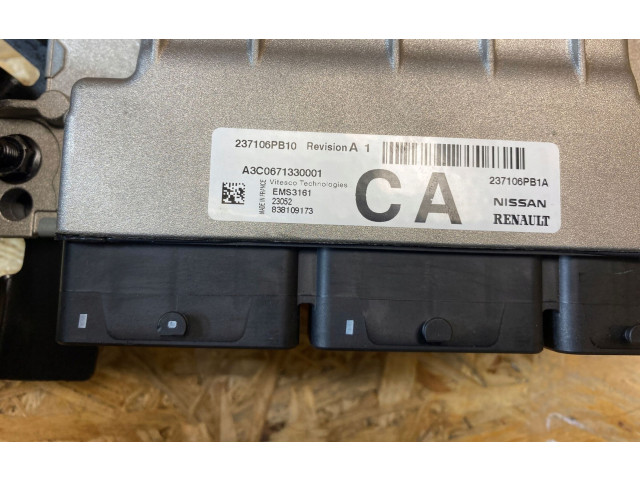 237106PB10 Revision A 1
A3C0671330001
Vitesco Technologies
EMS3161
23052
838109173
MADE IN FRANCE
CA
237106PB1A
NISSAN
RENAULT